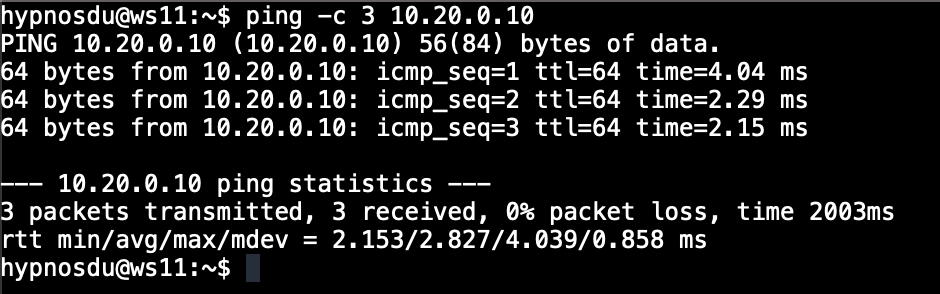 hypnosdu@ws11:~$ ping -c 3 10.20.0.10
PING 10.20.0.10 (10.20.0.10) 56(84) bytes of data.
64 bytes from 10.20.0.10: icmp_seq=1 ttl=64 time=4.04 ms
64 bytes from 10.20.0.10: icmp_seq=2 ttl=64 time=2.29 ms
64 bytes from 10.20.0.10: icmp_seq=3 ttl=64 time=2.15 ms

--- 10.20.0.10 ping statistics ---
3 packets transmitted, 3 received, 0% packet loss, time 2003ms
rtt min/avg/max/mdev = 2.153/2.827/4.039/0.858 ms
hypnosdu@ws11:~$